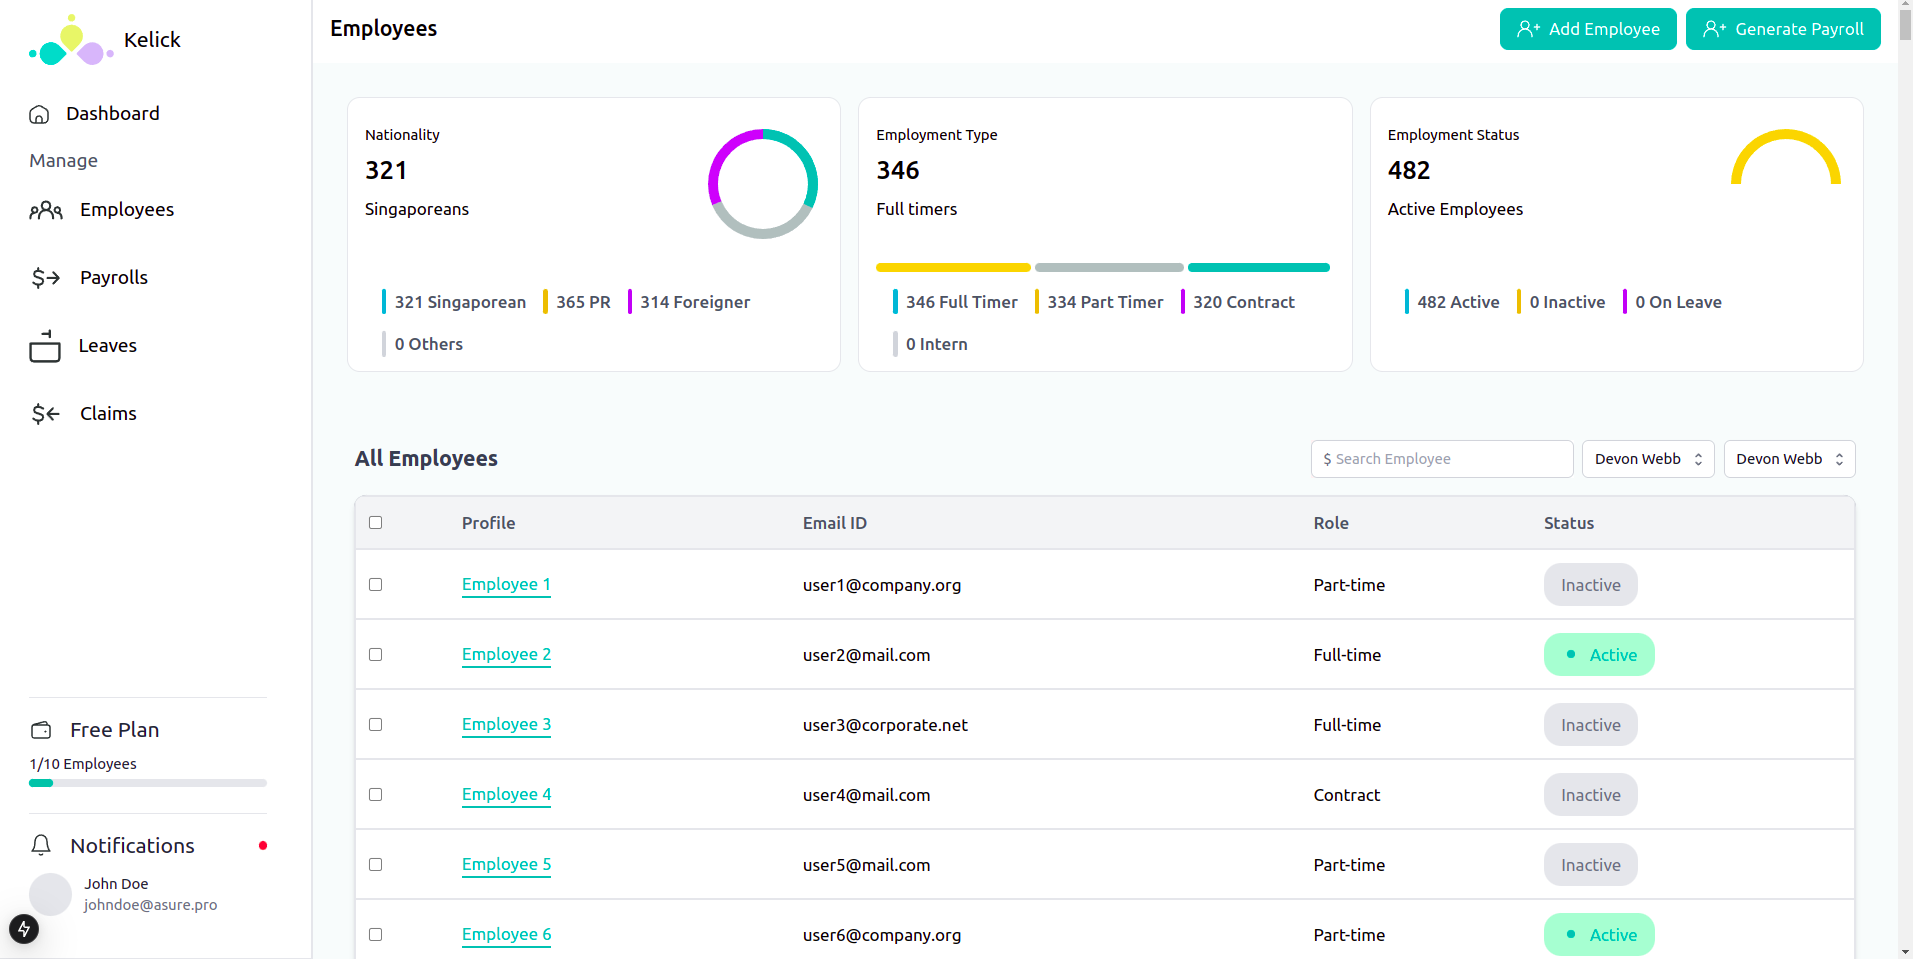 Kelick
Dashboard
Manage
Employees
Payrolls
Leaves
Claims
Free Plan
1/10 Employees
Notifications
John Doe
johndoe@asure.pro
Employees
Add Employee
Generate Payroll
Nationality
321
Singaporeans
321 Singaporean
365 PR
314 Foreigner
0 Others
Employment Type
346
Full timers
346 Full Timer
334 Part Timer
320 Contract
0 Intern
Employment Status
482
Active Employees
482 Active
0 Inactive
0 On Leave
All Employees
$ Search Employee
Devon Webb
Devon Webb
Profile Email ID Role Status
Employee 1 user1@company.org Part-time Inactive
Employee 2 user2@mail.com Full-time Active
Employee 3 user3@corporate.net Full-time Inactive
Employee 4 user4@mail.com Contract Inactive
Employee 5 user5@mail.com Part-time Inactive
Employee 6 user6@company.org Part-time Active